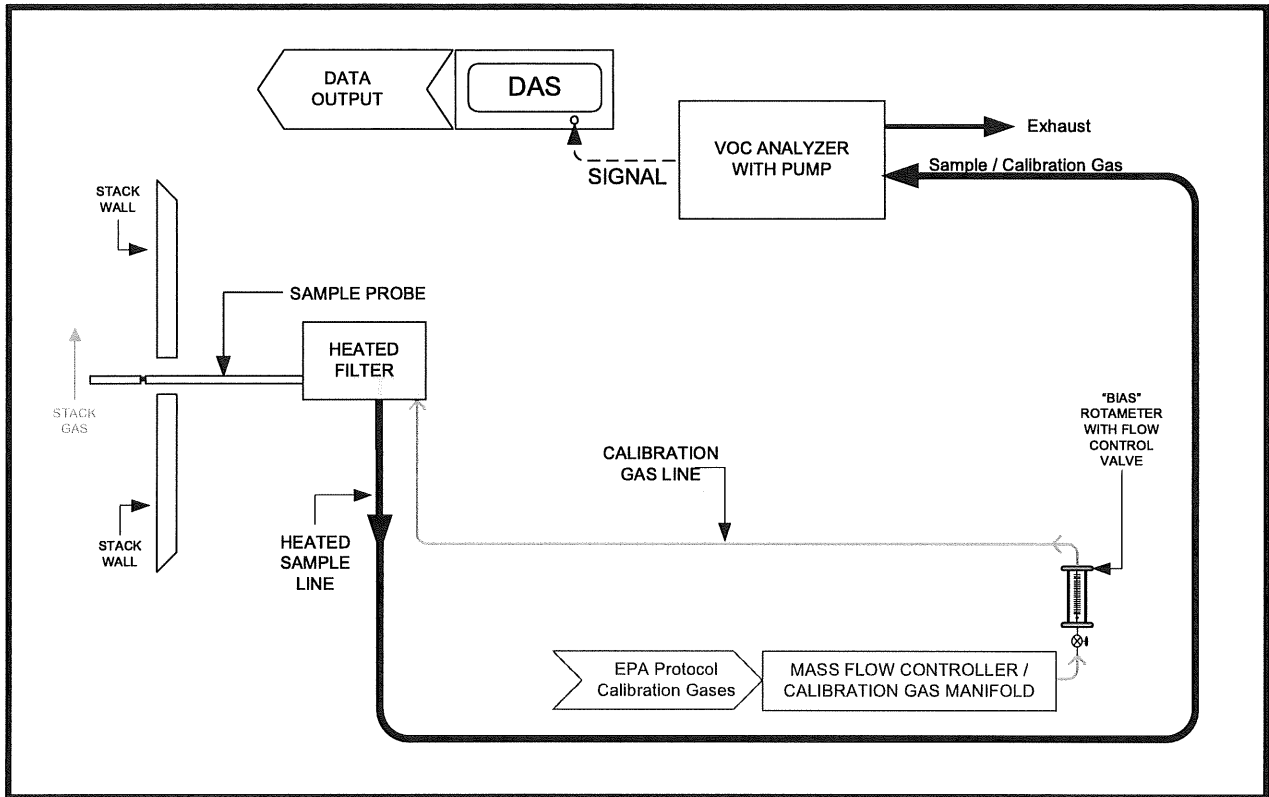 DATA
OUTPUT
DAS
SIGNAL
VOC ANALYZER
WITH PUMP
Exhaust
Sample / Calibration Gas
STACK
WALL
SAMPLE PROBE
HEATED
FILTER
STACK
GAS
STACK
WALL
HEATED
SAMPLE
LINE
CALIBRATION
GAS LINE
"BIAS"
ROTAMETER
WITH FLOW
CONTROL
VALVE
EPA Protocol
Calibration Gases
MASS FLOW CONTROLLER /
CALIBRATION GAS MANIFOLD